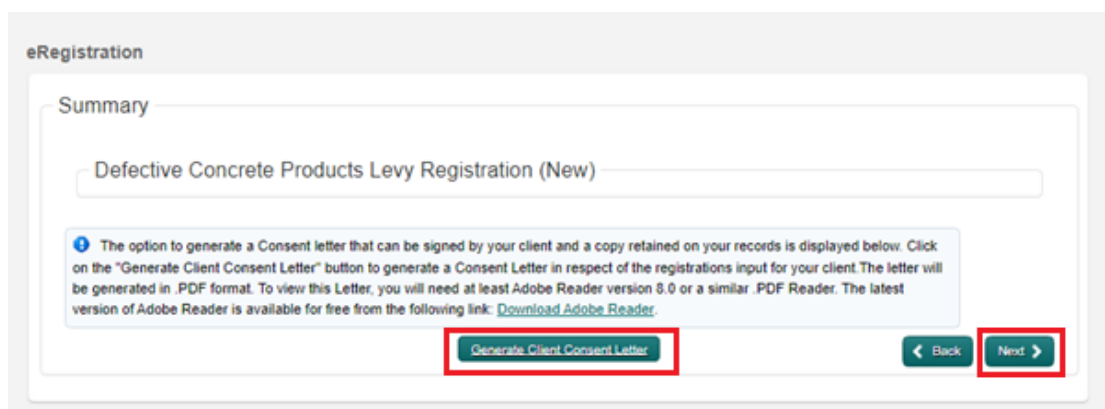 eRegistration
Summary
Defective Concrete Products Levy Registration (New)
The option to generate a Consent letter that can be signed by your client and a copy retained on your records is displayed below. Click
on the "Generate Client Consent Letter" button to generate a Consent Letter in respect of the registrations input for your client.The letter will
be generated in .PDF format. To view this Letter, you will need at least Adobe Reader version 8.0 or a similar .PDF Reader. The latest
version of Adobe Reader is available for free from the following link: Download Adobe Reader.
Generate Client Consent Letter
Back
Next